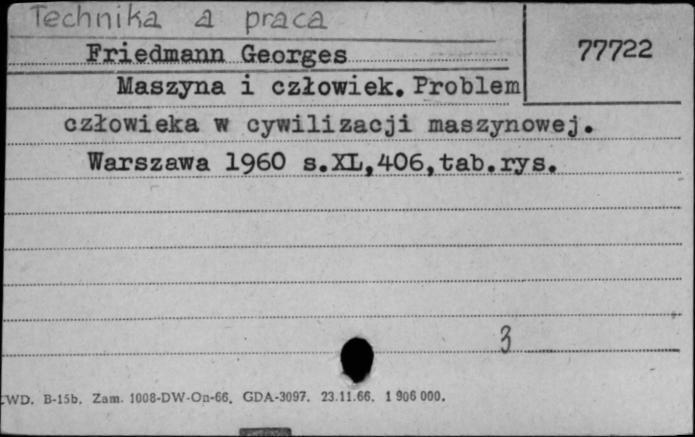 Technika a praca
Friedmann Georges
77722
Maszyna i człowiek. Problem
człowieka w cywilizacji maszynowej.
Warszawa 1960 s.XL,406,tab.rys.
3
CWD. B-15b. Zam. 1008-DW-On-66. GDA-3097. 23.11.66. 1 906 000.